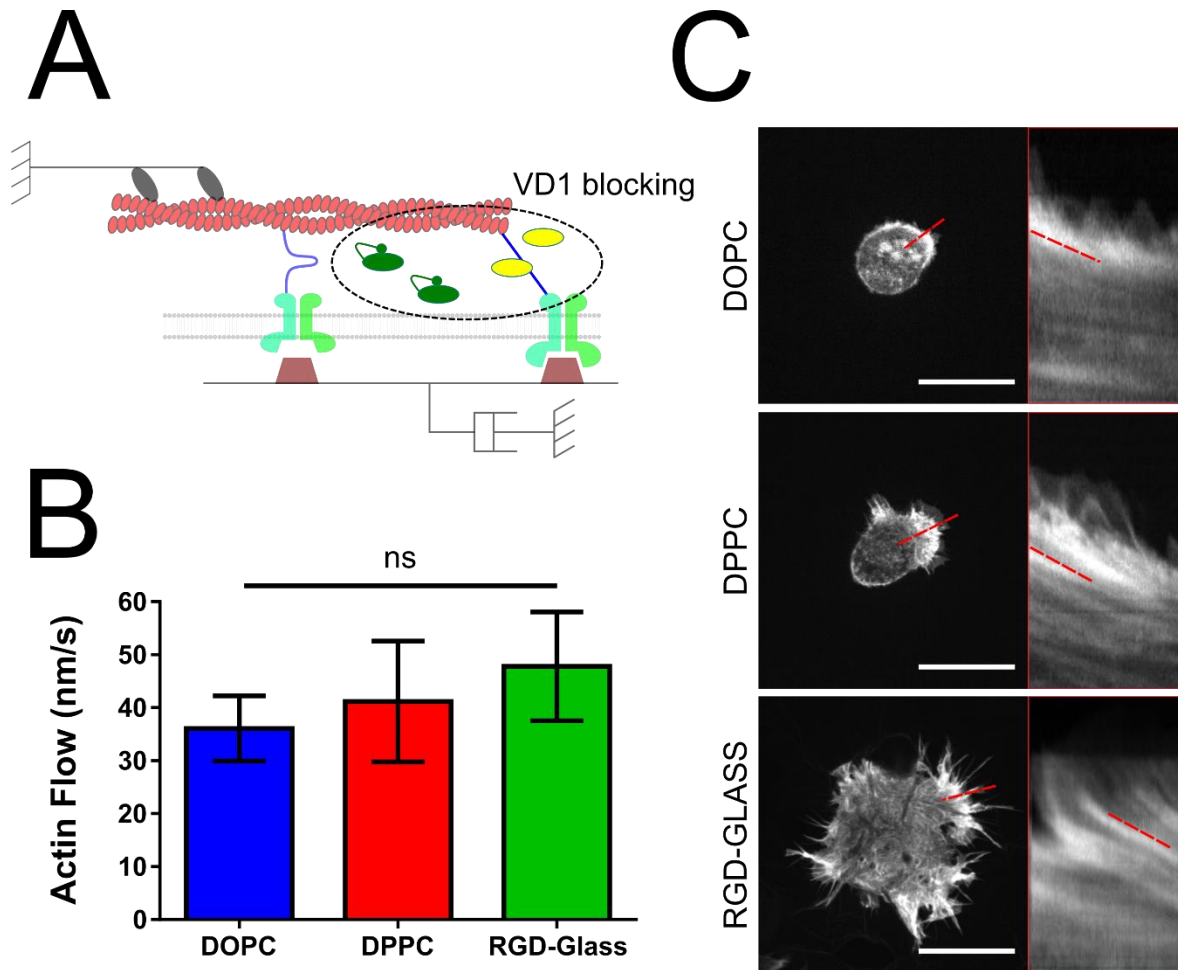 A
VD1 blocking
B
ns
Actin Flow (nm/s)
60
50
40
30
20
10
0
DOPC
DPPC
RGD-Glass
C
DOPC
DPPC
RGD-GLASS